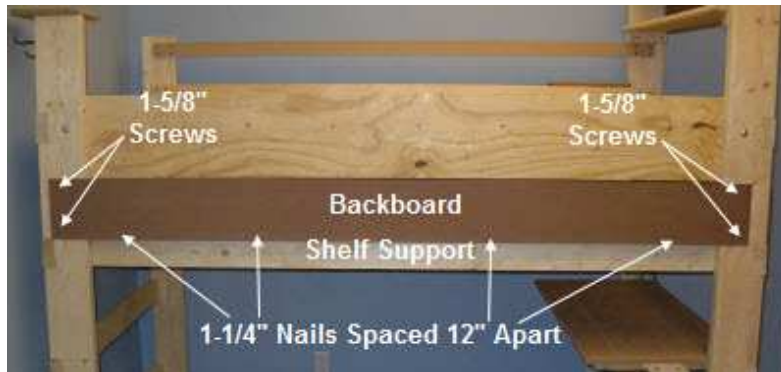 1-5/8"
Screws
1-5/8"
Screws
Backboard
Shelf Support
1-1/4" Nails Spaced 12" Apart